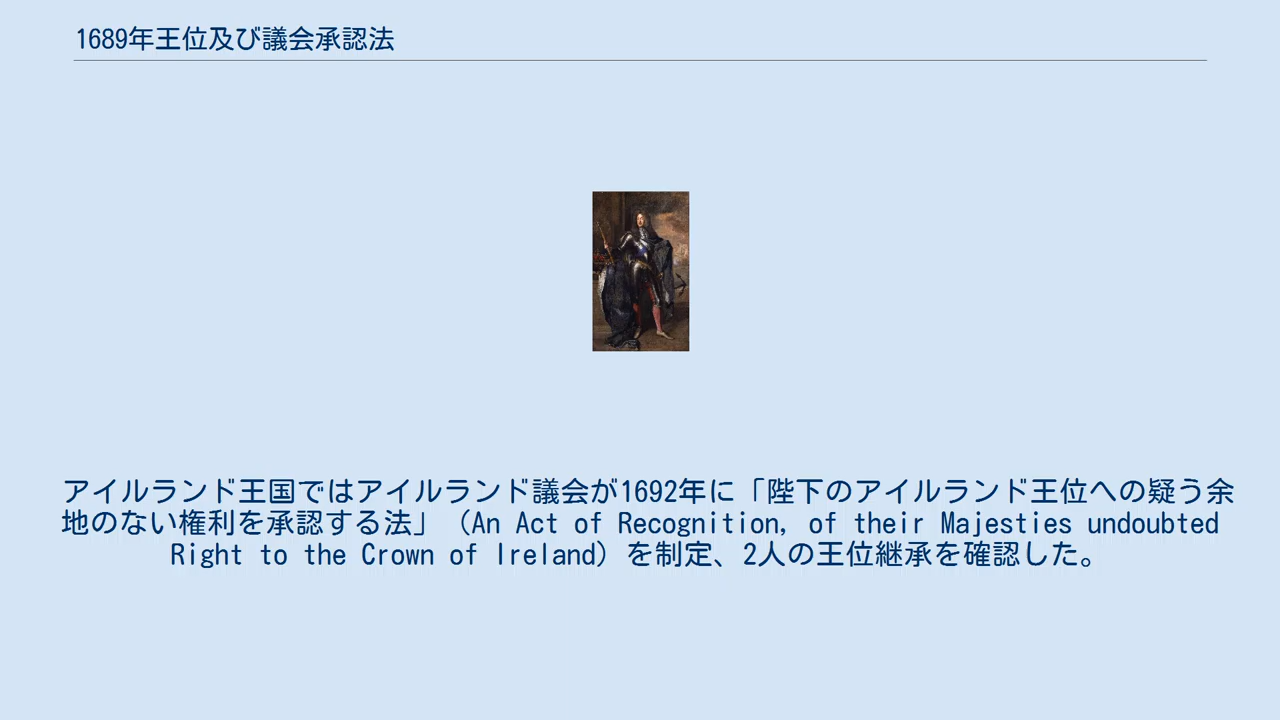 1689年王位及び議会承認法
アイルランド王国ではアイルランド議会が1692年に「陛下のアイルランド王位への疑う余
地のない権利を承認する法」（An Act of Recognition, of their Majesties undoubted
Right to the Crown of Ireland）を制定、2人の王位継承を確認した。